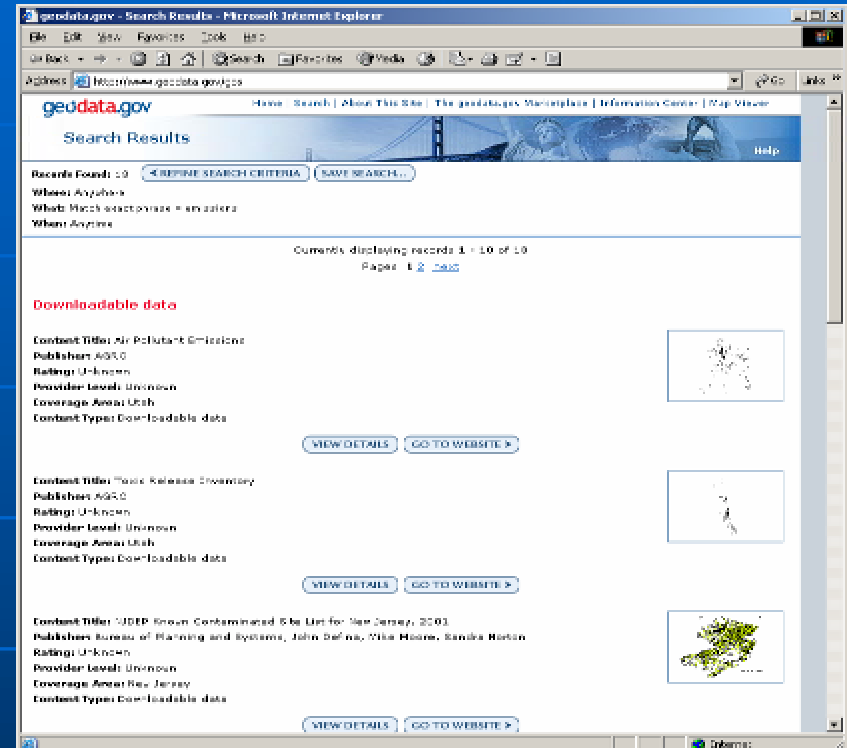 geodata.gov - Search Results - Microsoft Internet Explorer
File Edit View Favorites Tools Help
Back Search Favorites Media
Address http://www.geodata.gov/gos Go Links »
geodata.gov Home Search | About This Site | The geodata.gov Marketplace | Information Center | Map Viewer
Search Results
Help
Records Found: 18 REFINE SEARCH CRITERIA SAVE SEARCH...
Where: Anywhere
What: Match exact phrase = emissions
When: Anytime
Currently displaying records 1 - 10 of 18
Pages 1 2 next
Downloadable data
Content Title: Air Pollutant Emissions
Publisher: AGRC
Rating: Unknown
Provider Level: Unknown
Coverage Area: Utah
Content Type: Downloadable data
VIEW DETAILS GO TO WEBSITE >
Content Title: Toxic Release Inventory
Publisher: AGRC
Rating: Unknown
Provider Level: Unknown
Coverage Area: Utah
Content Type: Downloadable data
VIEW DETAILS GO TO WEBSITE >
Content Title: NJDEP Known Contaminated Site List for New Jersey, 2001
Publisher: Bureau of Planning and Systems, John Defina, Mike Moore, Sandra Norton
Rating: Unknown
Provider Level: Unknown
Coverage Area: New Jersey
Content Type: Downloadable data
VIEW DETAILS GO TO WEBSITE >
Internet